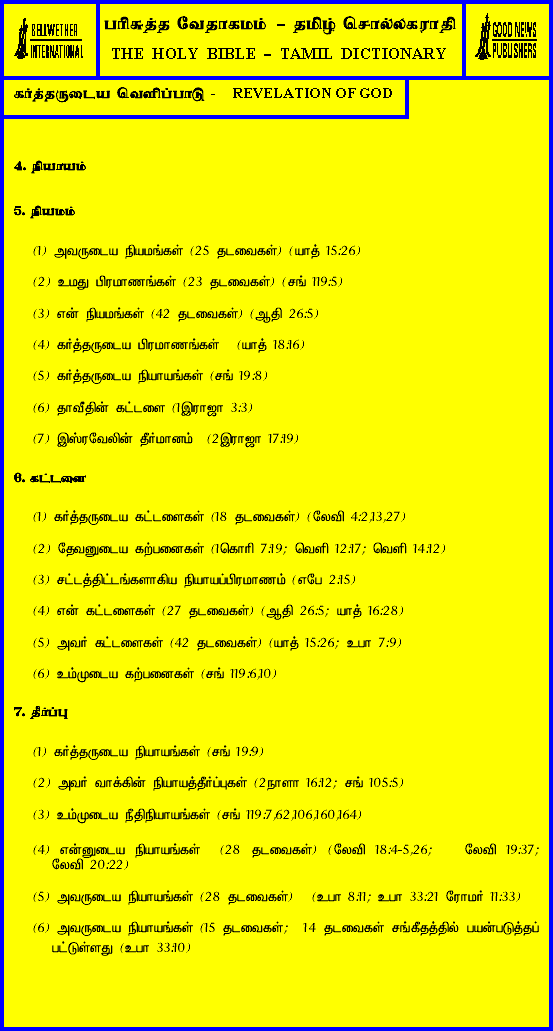 BELLWETHER
INTERNATIONAL
பரிசுத்த வேதாகமம் – தமிழ் சொல்லகராதி
THE HOLY BIBLE – TAMIL DICTIONARY
GOOD NEWS
PUBLISHERS
கர்த்தருடைய வெளிப்பாடு - REVELATION OF GOD
4. நியாயம்
5. நியமம்
(1) அவருடைய நியமங்கள் (25 தடவைகள்) (யாத் 15:26)
(2) உமது பிரமாணங்கள் (23 தடவைகள்) (சங் 119:5)
(3) என் நியமங்கள் (42 தடவைகள்) (ஆதி 26:5)
(4) கர்த்தருடைய பிரமாணங்கள் (யாத் 18:16)
(5) கர்த்தருடைய நியாயங்கள் (சங் 19:8)
(6) தாவீதின் கட்டளை (1இராஜா 3:3)
(7) இஸ்ரவேலின் தீர்மானம் (2இராஜா 17:19)
6. கட்டளை
(1) கர்த்தருடைய கட்டளைகள் (18 தடவைகள்) (லேவி 4:2,13,27)
(2) தேவனுடைய கற்பனைகள் (1கொரி 7:19; வெளி 12:17; வெளி 14:12)
(3) சட்டத்திட்டங்களாகிய நியாயப்பிரமாணம் (எபே 2:15)
(4) என் கட்டளைகள் (27 தடவைகள்) (ஆதி 26:5; யாத் 16:28)
(5) அவர் கட்டளைகள் (42 தடவைகள்) (யாத் 15:26; உபா 7:9)
(6) உம்முடைய கற்பனைகள் (சங் 119:6,10)
7. தீர்ப்பு
(1) கர்த்தருடைய நியாயங்கள் (சங் 19:9)
(2) அவர் வாக்கின் நியாயத்தீர்ப்புகள் (2நாளா 16:12; சங் 105:5)
(3) உம்முடைய நீதிநியாயங்கள் (சங் 119:7,62,106,160,164)
(4) என்னுடைய நியாயங்கள் (28 தடவைகள்) (லேவி 18:4-5,26; லேவி 19:37;
லேவி 20:22)
(5) அவருடைய நியாயங்கள் (28 தடவைகள்) (உபா 8:11; உபா 33:21 ரோமர் 11:33)
(6) அவருடைய நியாயங்கள் (15 தடவைகள்; 14 தடவைகள் சங்கீதத்தில் பயன்படுத்தப்
பட்டுள்ளது (உபா 33:10)